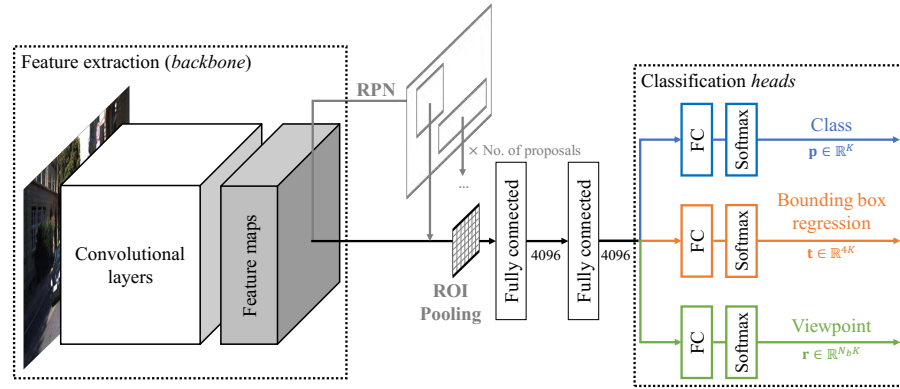 Feature extraction (backbone)
Convolutional
layers
Feature maps
RPN
× No. of proposals
...
ROI
Pooling
Fully connected
4096
Fully connected
4096
Classification heads
FC
Softmax
Class
p ∈ ℝ^K
FC
Softmax
Bounding box
regression
t ∈ ℝ^{4K}
FC
Softmax
Viewpoint
r ∈ ℝ^{N_b K}